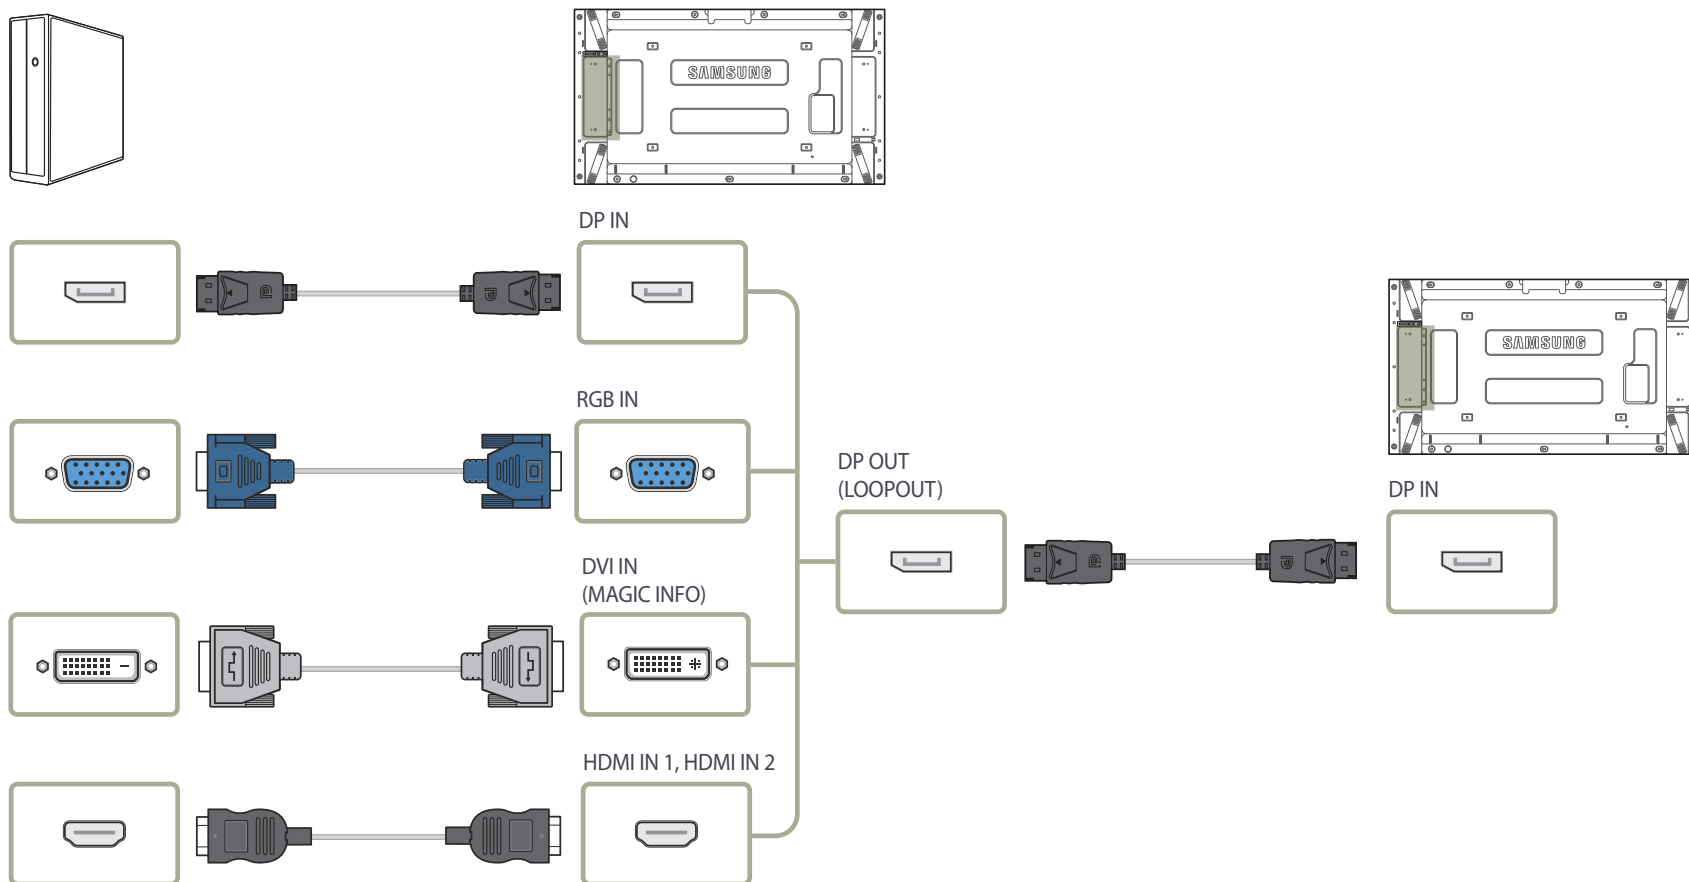 SAMSUNG
DP IN
RGB IN
DVI IN
(MAGIC INFO)
HDMI IN 1, HDMI IN 2
DP OUT
(LOOPOUT)
SAMSUNG
DP IN